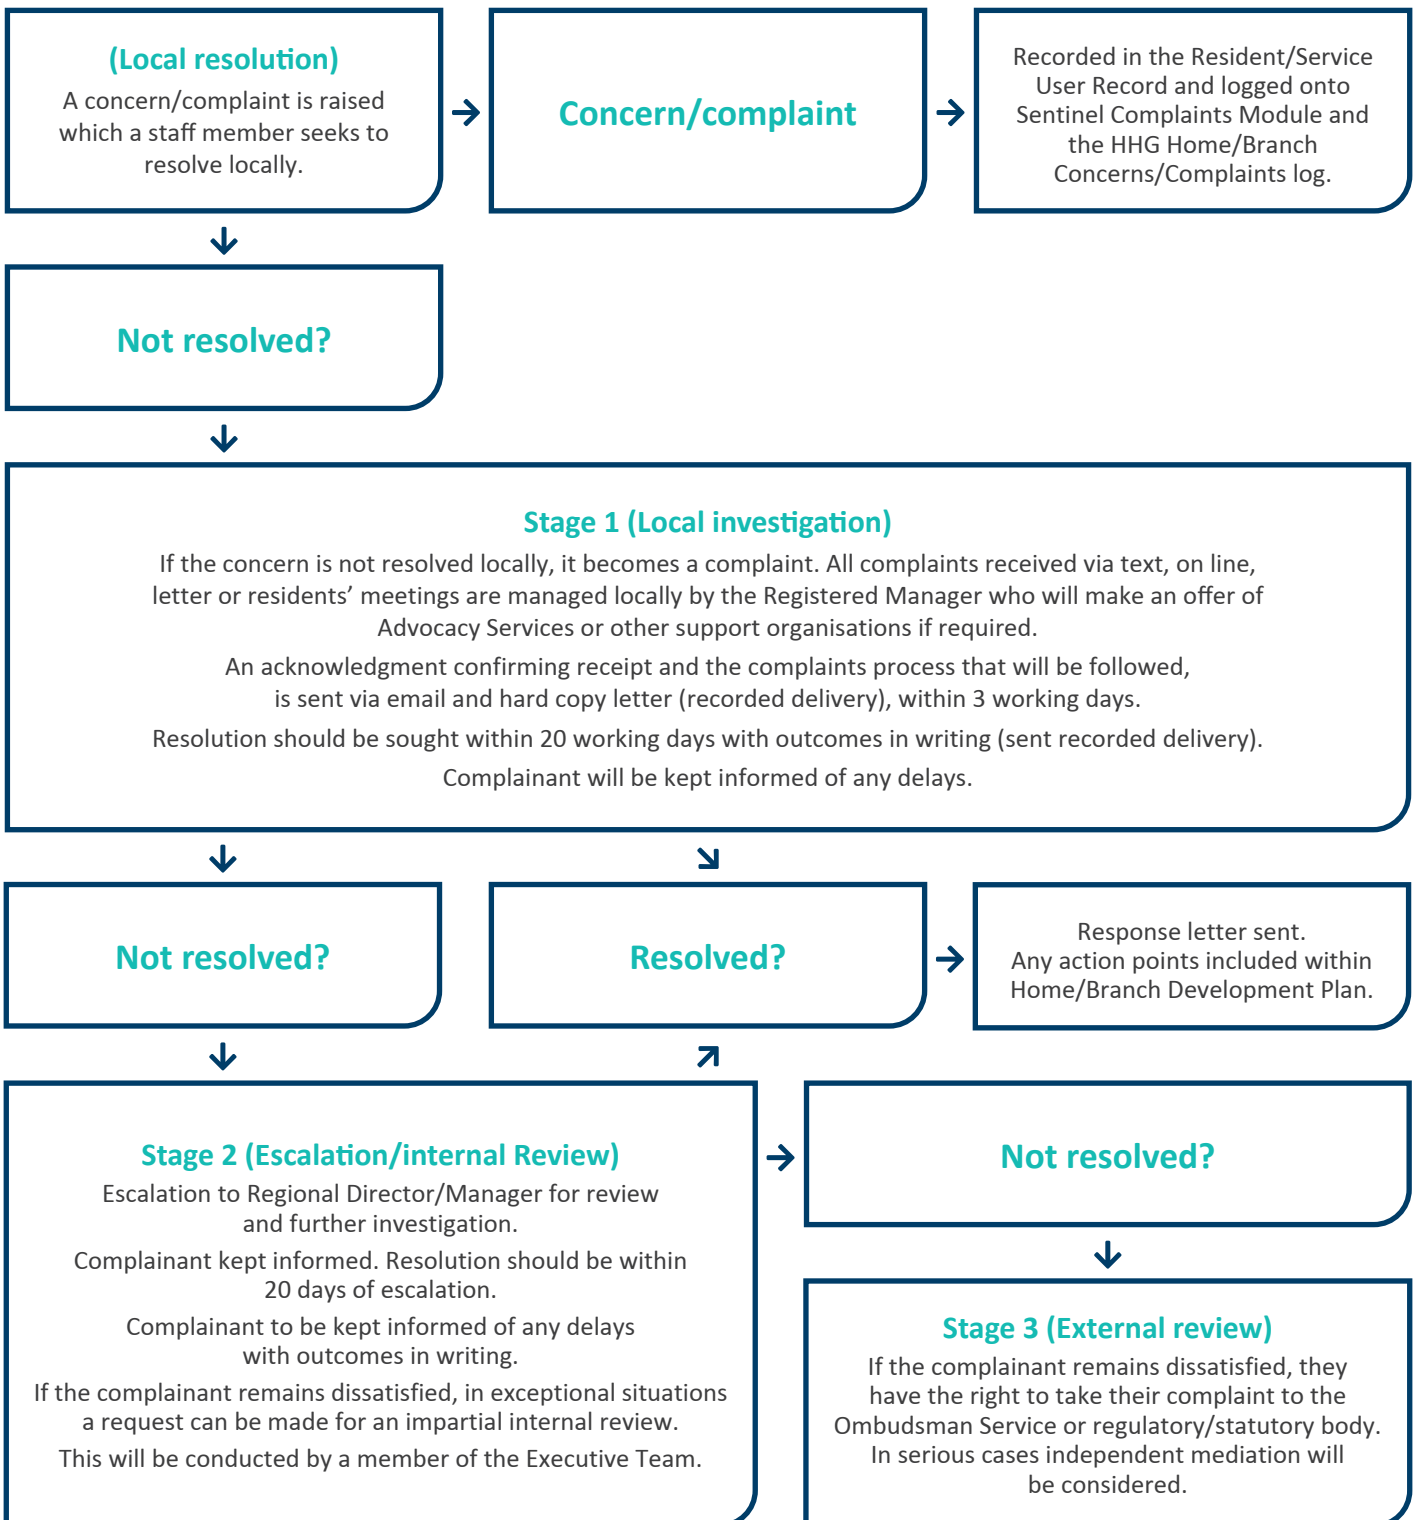 (Local resolution)
A concern/complaint is raised
which a staff member seeks to
resolve locally.
Concern/complaint
Recorded in the Resident/Service
User Record and logged onto
Sentinel Complaints Module and
the HHG Home/Branch
Concerns/Complaints log.
Not resolved?
Stage 1 (Local investigation)
If the concern is not resolved locally, it becomes a complaint. All complaints received via text, on line,
letter or residents’ meetings are managed locally by the Registered Manager who will make an offer of
Advocacy Services or other support organisations if required.
An acknowledgment confirming receipt and the complaints process that will be followed,
is sent via email and hard copy letter (recorded delivery), within 3 working days.
Resolution should be sought within 20 working days with outcomes in writing (sent recorded delivery).
Complainant will be kept informed of any delays.
Not resolved?
Resolved?
Response letter sent.
Any action points included within
Home/Branch Development Plan.
Stage 2 (Escalation/internal Review)
Escalation to Regional Director/Manager for review
and further investigation.
Complainant kept informed. Resolution should be within
20 days of escalation.
Complainant to be kept informed of any delays
with outcomes in writing.
If the complainant remains dissatisfied, in exceptional situations
a request can be made for an impartial internal review.
This will be conducted by a member of the Executive Team.
Not resolved?
Stage 3 (External review)
If the complainant remains dissatisfied, they
have the right to take their complaint to the
Ombudsman Service or regulatory/statutory body.
In serious cases independent mediation will
be considered.